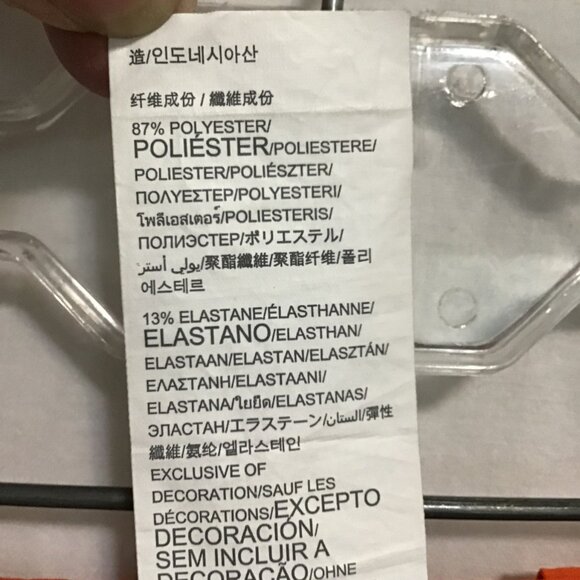 造/인도네시아산
纤维成份 / 纖維成份
87% POLYESTER/
POLIÉSTER/POLIESTERE/
POLIESTER/POLIÉSZTER/
ΠΟΛΥΕΣΤΕΡ/POLYESTERI/
โพลีเอสเตอร์/POLIESTERIS/
ПОЛИЭСТЕР/ポリエステル/
بولي أستر/聚酯纖維/聚酯纤维/폴리
에스테르
13% ELASTANE/ÉLASTHANNE/
ELASTANO/ELASTHAN/
ELASTAAN/ELASTAN/ELASZTÁN/
ΕΛΑΣΤΑΝΗ/ELASTAANI/
ELASTANA/ใยยืด/ELASTANAS/
ЭЛАСТАН/エラステーン/الستان/彈性
纖維/氨纶/엘라스테인
EXCLUSIVE OF
DECORATION/SAUF LES
DÉCORATIONS/EXCEPTO
DECORACIÓN/
SEM INCLUIR A
DECORAÇÃO/OHNE